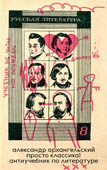 РУССКАЯ ЛИТЕРАТУРА
8
александр архангельский
просто классика!
антиучебник по литературе